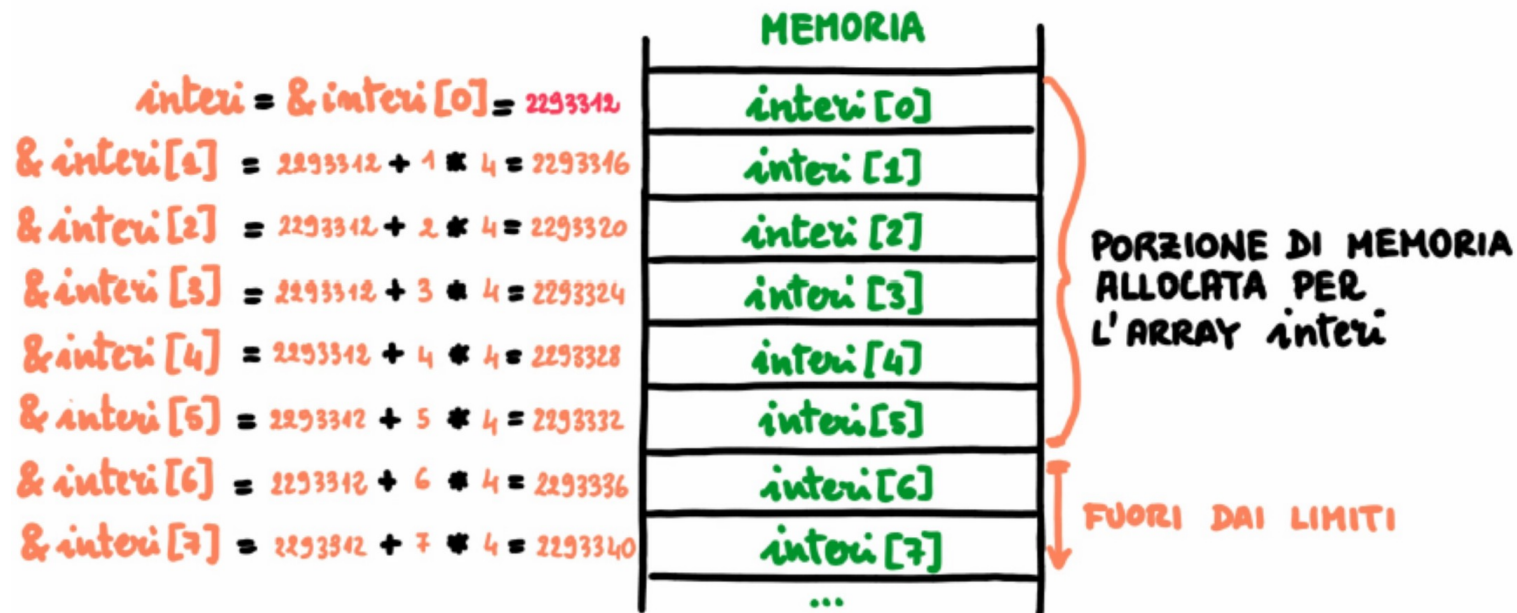 MEMORIA
interi = & interi [0] = 2293312
interi [0]
& interi [1] = 2293312 + 1 * 4 = 2293316
interi [1]
& interi [2] = 2293312 + 2 * 4 = 2293320
interi [2]
& interi [3] = 2293312 + 3 * 4 = 2293324
interi [3]
& interi [4] = 2293312 + 4 * 4 = 2293328
interi [4]
& interi [5] = 2293312 + 5 * 4 = 2293332
interi [5]
& interi [6] = 2293312 + 6 * 4 = 2293336
interi [6]
& interi [7] = 2293312 + 7 * 4 = 2293340
interi [7]
...
PORZIONE DI MEMORIA
ALLOCATA PER
L'ARRAY interi
FUORI DAI LIMITI